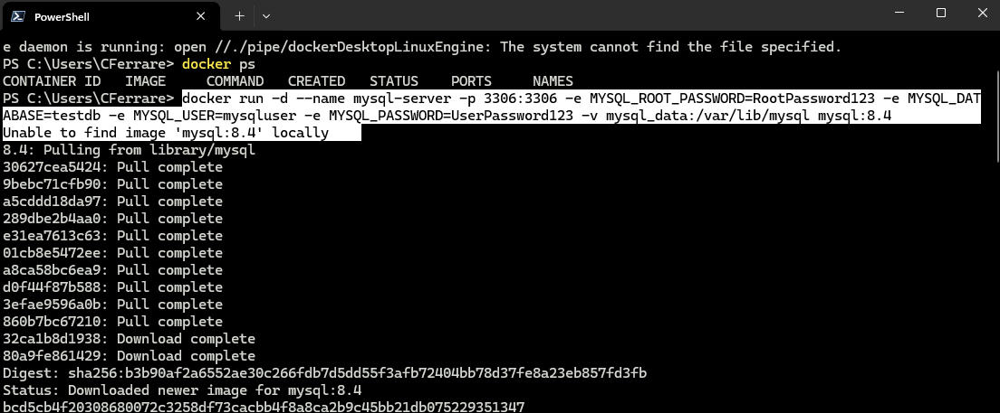 PowerShell
e daemon is running: open //./pipe/dockerDesktopLinuxEngine: The system cannot find the file specified.
PS C:\Users\CFerrare> docker ps
CONTAINER ID   IMAGE     COMMAND   CREATED   STATUS    PORTS     NAMES
PS C:\Users\CFerrare> docker run -d --name mysql-server -p 3306:3306 -e MYSQL_ROOT_PASSWORD=RootPassword123 -e MYSQL_DAT
ABASE=testdb -e MYSQL_USER=mysqluser -e MYSQL_PASSWORD=UserPassword123 -v mysql_data:/var/lib/mysql mysql:8.4
Unable to find image 'mysql:8.4' locally
8.4: Pulling from library/mysql
30627cea5424: Pull complete
9bebc71cfb90: Pull complete
a5cddd18da97: Pull complete
289dbe2b4aa0: Pull complete
e31ea7613c63: Pull complete
01cb8e5472ee: Pull complete
a8ca58bc6ea9: Pull complete
d0f44f87b588: Pull complete
3efae9596a0b: Pull complete
860b7bc67210: Pull complete
32ca1b8d1938: Download complete
80a9fe861429: Download complete
Digest: sha256:b3b90af2a6552ae30c266fdb7d5dd55f3afb72404bb78d37fe8a23eb857fd3fb
Status: Downloaded newer image for mysql:8.4
bcd5cb4f20308680072c3258df73cacbb4f8a8ca2b9c45bb21db075229351347